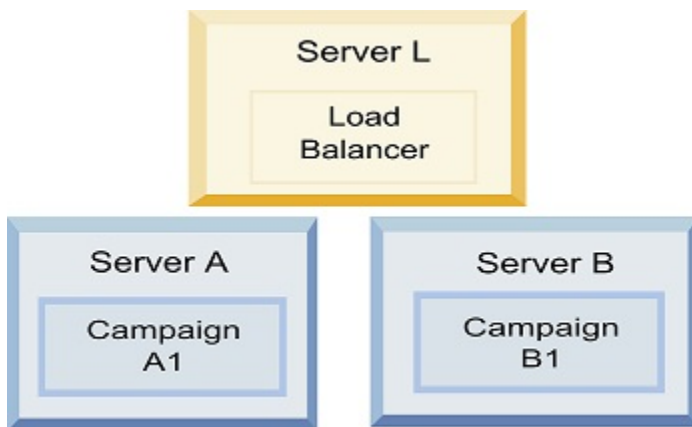 Server L
Load
Balancer
Server A
Campaign
A1
Server B
Campaign
B1